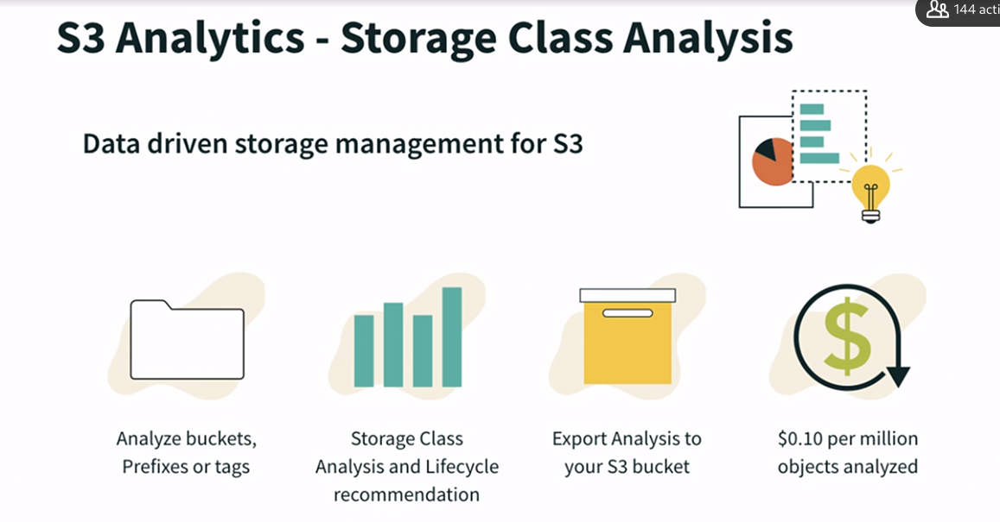 144 acti
S3 Analytics - Storage Class Analysis
Data driven storage management for S3
Analyze buckets,
Prefixes or tags
Storage Class
Analysis and Lifecycle
recommendation
Export Analysis to
your S3 bucket
$
$0.10 per million
objects analyzed